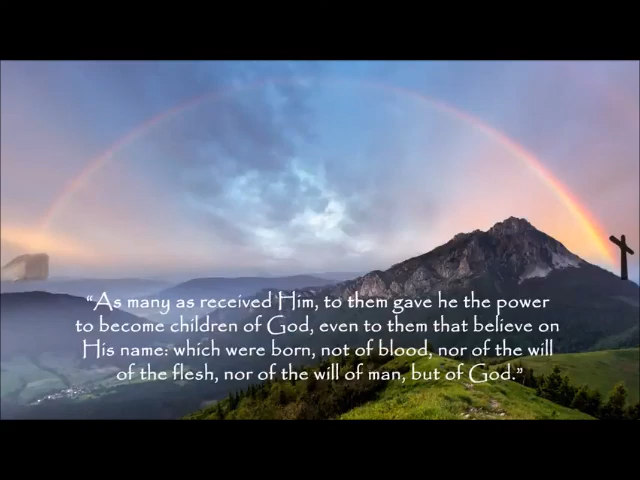 “As many as received Him, to them gave he the power
to become children of God, even to them that believe on
His name: which were born, not of blood, nor of the will
of the flesh, nor of the will of man, but of God.”